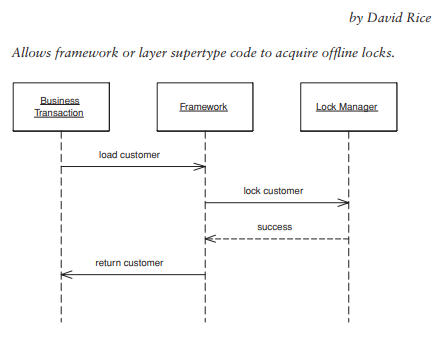 by David Rice
Allows framework or layer supertype code to acquire offline locks.
Business
Transaction
Framework
Lock Manager
load customer
lock customer
success
return customer